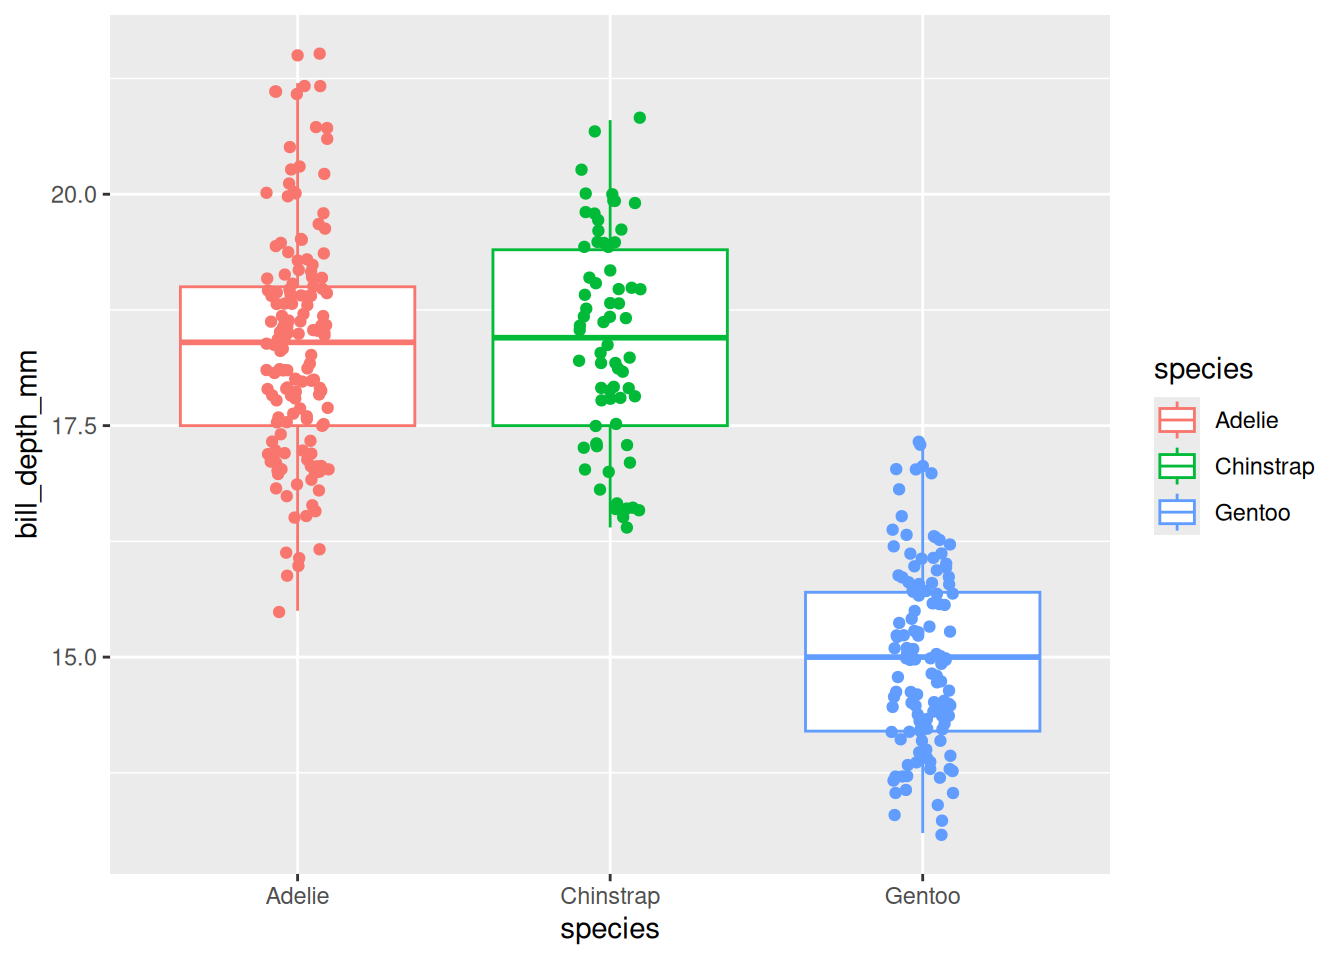 bill_depth_mm
20.0
17.5
15.0
Adelie
Chinstrap
Gentoo
species
species
Adelie
Chinstrap
Gentoo